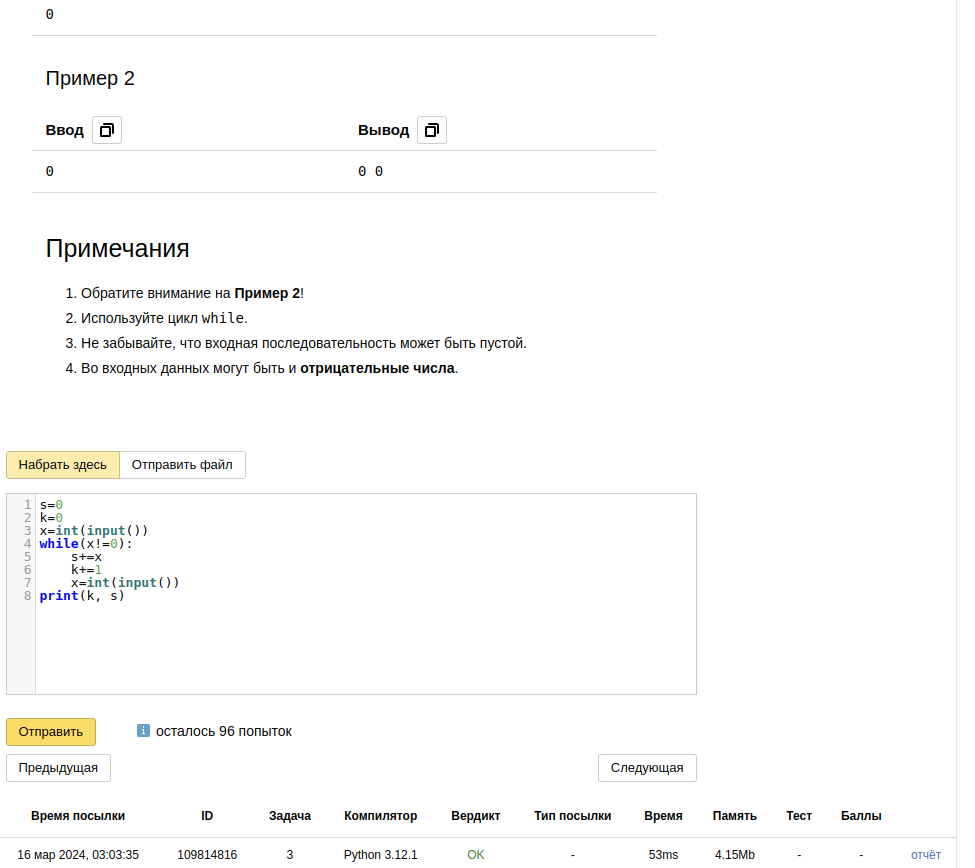 0
Пример 2
Ввод Вывод
0 0 0
Примечания
1. Обратите внимание на Пример 2!
2. Используйте цикл while.
3. Не забывайте, что входная последовательность может быть пустой.
4. Во входных данных могут быть и отрицательные числа.
Набрать здесь Отправить файл
1 s=0
2 k=0
3 x=int(input())
4 while(x!=0):
5     s+=x
6     k+=1
7     x=int(input())
8 print(k, s)
Отправить i осталось 96 попыток
Предыдущая Следующая
Время посылки ID Задача Компилятор Вердикт Тип посылки Время Память Тест Баллы
16 мар 2024, 03:03:35 109814816 3 Python 3.12.1 OK - 53ms 4.15Mb - - отчёт